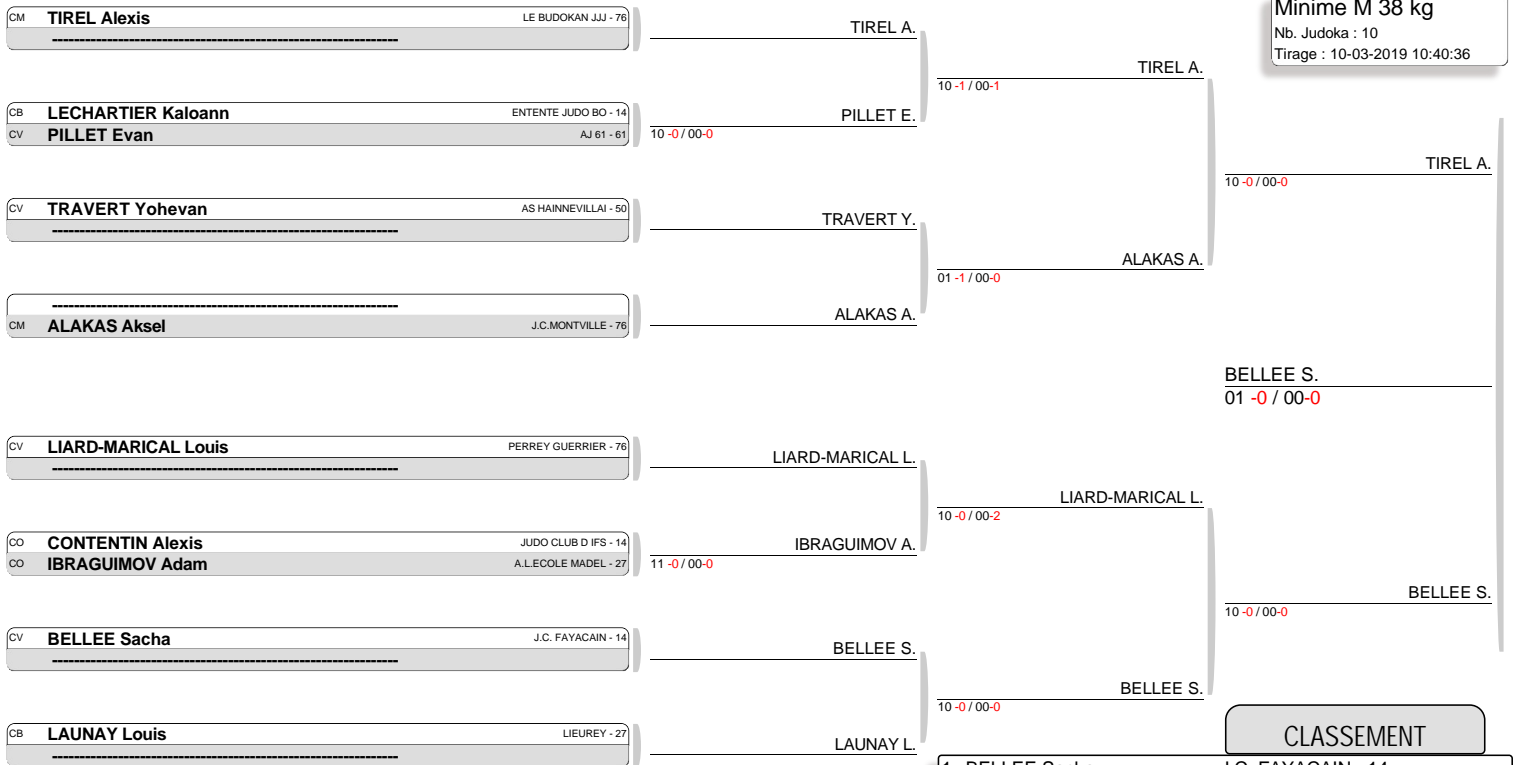 Minime M 38 kg
Nb. Judoka : 10
Tirage : 10-03-2019 10:40:36
CM TIREL Alexis LE BUDOKAN JJJ - 76
----------------------------------------------------------------
TIREL A.
TIREL A.
10 -1 / 00-1
CB LECHARTIER Kaloann ENTENTE JUDO BO - 14
CV PILLET Evan AJ 61 - 61
PILLET E.
10 -0 / 00-0
TIREL A.
10 -0 / 00-0
CV TRAVERT Yohevan AS HAINNEVILLAI - 50
----------------------------------------------------------------
TRAVERT Y.
ALAKAS A.
01 -1 / 00-0
----------------------------------------------------------------
CM ALAKAS Aksel J.C.MONTVILLE - 76
ALAKAS A.
BELLEE S.
01 -0 / 00-0
CV LIARD-MARICAL Louis PERREY GUERRIER - 76
----------------------------------------------------------------
LIARD-MARICAL L.
LIARD-MARICAL L.
10 -0 / 00-2
CO CONTENTIN Alexis JUDO CLUB D IFS - 14
CO IBRAGUIMOV Adam A.L.ECOLE MADEL - 27
IBRAGUIMOV A.
11 -0 / 00-0
BELLEE S.
10 -0 / 00-0
CV BELLEE Sacha J.C. FAYACAIN - 14
----------------------------------------------------------------
BELLEE S.
BELLEE S.
10 -0 / 00-0
CB LAUNAY Louis LIEUREY - 27
----------------------------------------------------------------
LAUNAY L.
CLASSEMENT